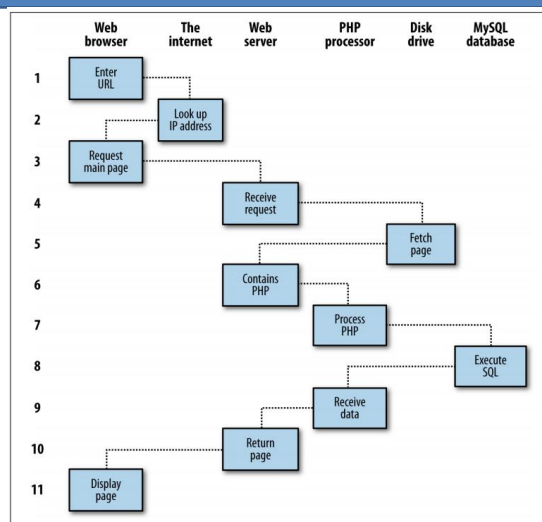 Web browser
The internet
Web server
PHP processor
Disk drive
MySQL database
1
Enter
URL
2
Look up
IP address
3
Request
main page
4
Receive
request
5
Fetch
page
6
Contains
PHP
7
Process
PHP
8
Execute
SQL
9
Receive
data
10
Return
page
11
Display
page